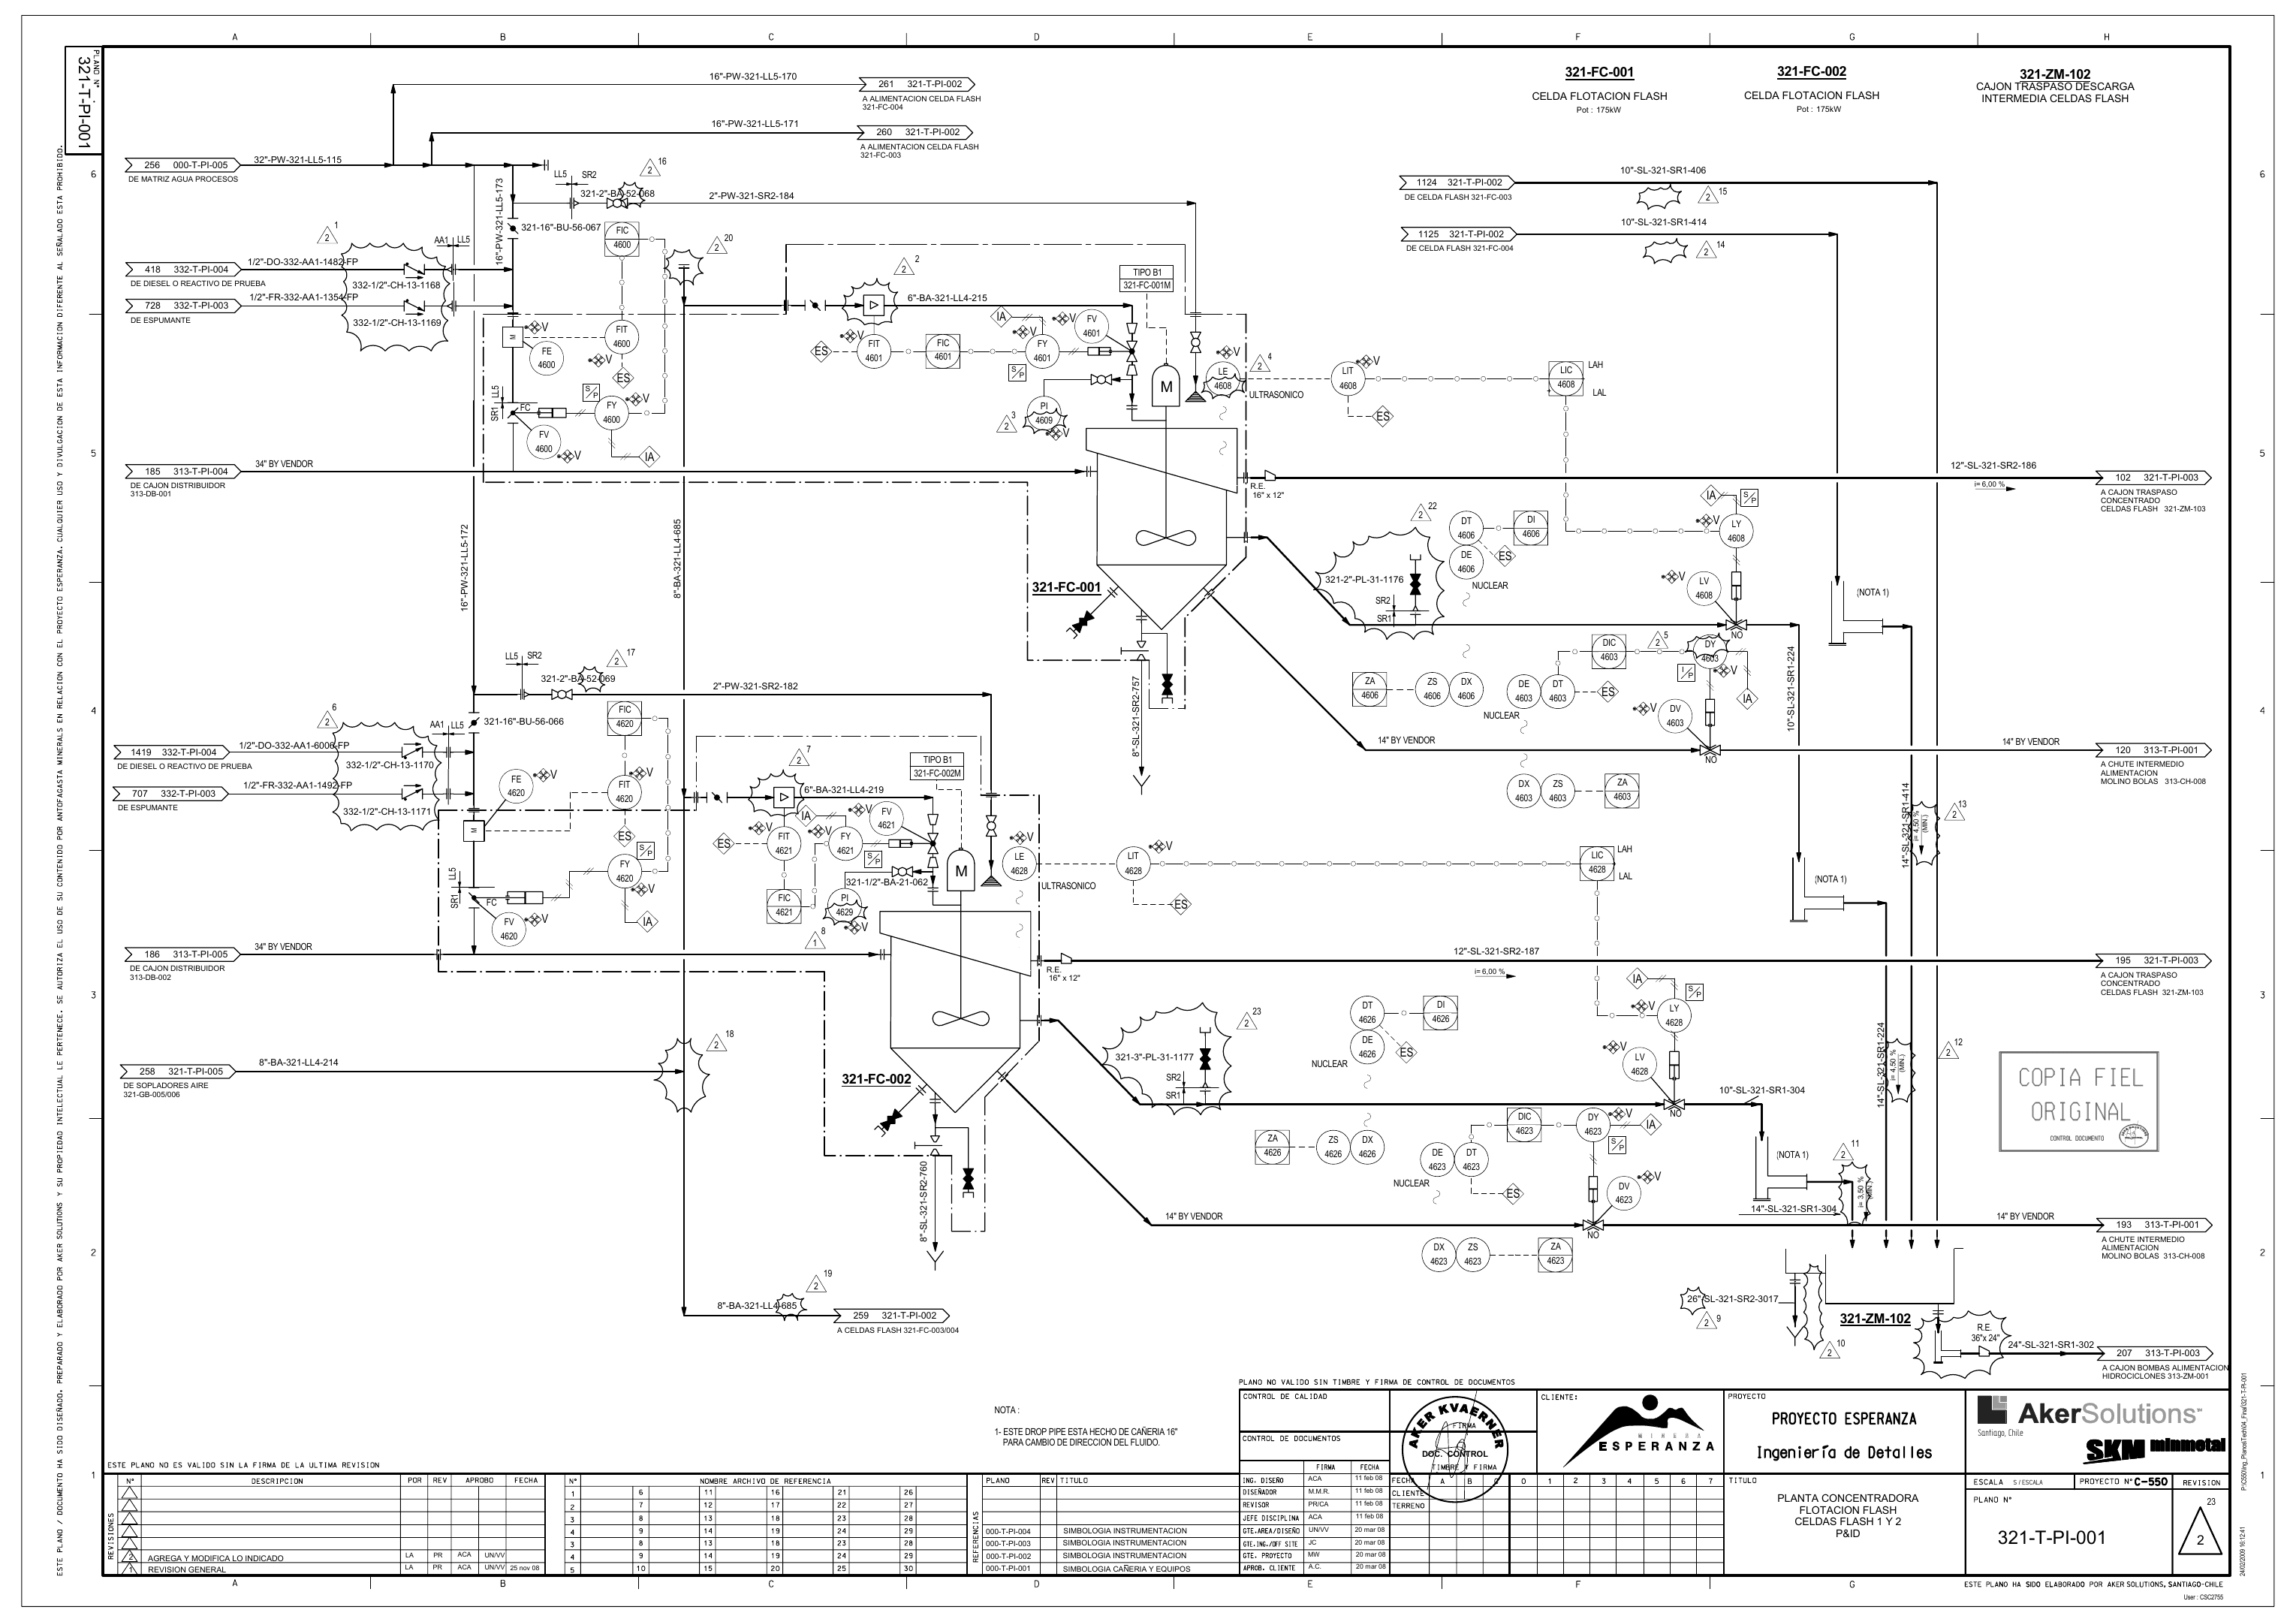 A B C D E F G H
PLANO N°
321-T-PI-001
321-FC-001
CELDA FLOTACION FLASH
Pot : 175kW
321-FC-002
CELDA FLOTACION FLASH
Pot : 175kW
321-ZM-102
CAJON TRASPASO DESCARGA
INTERMEDIA CELDAS FLASH
16"-PW-321-LL5-170
261 321-T-PI-002
A ALIMENTACION CELDA FLASH
321-FC-004
16"-PW-321-LL5-171
260 321-T-PI-002
A ALIMENTACION CELDA FLASH
321-FC-003
256 000-T-PI-005
32"-PW-321-LL5-115
DE MATRIZ AGUA PROCESOS
6
6
LL5 SR2
2 16
321-2"-BA-52-068
2"-PW-321-SR2-184
16"-PW-321-LL5-173
321-16"-BU-56-067
1124 321-T-PI-002
10"-SL-321-SR1-406
DE CELDA FLASH 321-FC-003
2 15
1125 321-T-PI-002
10"-SL-321-SR1-414
DE CELDA FLASH 321-FC-004
2 14
2 1
AA1 LL5
418 332-T-PI-004
1/2"-DO-332-AA1-1482-FP
DE DIESEL O REACTIVO DE PRUEBA
332-1/2"-CH-13-1168
728 332-T-PI-003
1/2"-FR-332-AA1-1354-FP
DE ESPUMANTE
332-1/2"-CH-13-1169
FIC 4600
2 20
M
V
FE 4600
FIT 4600
V
V
ES
S/P
FY 4600
V
IA
LL5
SR1
FC
FV 4600
V
2 2
6"-BA-321-LL4-215
TIPO B1
321-FC-001M
ES
FIT 4601
V
FIC 4601
IA
V
FY 4601
V
FV 4601
S/P
M
PI 4609
2 3
V
LE 4608
V
2 4
ULTRASONICO
LIT 4608
V
ES
LIC 4608
LAH
LAL
5
5
185 313-T-PI-004
34" BY VENDOR
DE CAJON DISTRIBUIDOR
313-DB-001
R.E.
16" x 12"
12"-SL-321-SR2-186
i= 6,00 %
102 321-T-PI-003
A CAJON TRASPASO
CONCENTRADO
CELDAS FLASH 321-ZM-103
16"-PW-321-LL5-172
8"-BA-321-LL4-685
321-FC-001
2 22
321-2"-PL-31-1176
SR2
SR1
DT 4606
DI 4606
DE 4606
ES
NUCLEAR
IA
S/P
V
LY 4608
V
LV 4608
NO
(NOTA 1)
8"-SL-321-SR2-757
DIC 4603
2 5
DY 4603
I/P
V
IA
ZA 4606
ZS 4606
DX 4606
DE 4603
DT 4603
ES
NUCLEAR
V
DV 4603
NO
10"-SL-321-SR1-224
14" BY VENDOR
14" BY VENDOR
120 313-T-PI-001
A CHUTE INTERMEDIO
ALIMENTACION
MOLINO BOLAS 313-CH-008
DX 4603
ZS 4603
ZA 4603
4
4
LL5 SR2
2 17
321-2"-BA-52-069
2"-PW-321-SR2-182
321-16"-BU-56-066
2 6
AA1 LL5
1419 332-T-PI-004
1/2"-DO-332-AA1-6006-FP
DE DIESEL O REACTIVO DE PRUEBA
332-1/2"-CH-13-1170
707 332-T-PI-003
1/2"-FR-332-AA1-1492-FP
DE ESPUMANTE
332-1/2"-CH-13-1171
FIC 4620
FE 4620
V
FIT 4620
V
M
ES
S/P
FY 4620
V
IA
LL5
SR1
FC
FV 4620
V
2 7
6"-BA-321-LL4-219
TIPO B1
321-FC-002M
ES
V
FIT 4621
IA
V
FY 4621
V
FV 4621
S/P
321-1/2"-BA-21-062
FIC 4621
PI 4629
V
1 8
M
V
LE 4628
ULTRASONICO
LIT 4628
V
ES
LIC 4628
LAH
LAL
(NOTA 1)
14"-SL-321-SR1-414
i= 4,50 %
(MIN.)
2 13
186 313-T-PI-005
34" BY VENDOR
DE CAJON DISTRIBUIDOR
313-DB-002
R.E.
16" x 12"
12"-SL-321-SR2-187
i= 6,00 %
195 321-T-PI-003
A CAJON TRASPASO
CONCENTRADO
CELDAS FLASH 321-ZM-103
3
3
2 18
258 321-T-PI-005
8"-BA-321-LL4-214
DE SOPLADORES AIRE
321-GB-005/006
321-FC-002
2 23
321-3"-PL-31-1177
SR2
SR1
DT 4626
DI 4626
DE 4626
ES
NUCLEAR
IA
S/P
V
LY 4628
V
LV 4628
NO
10"-SL-321-SR1-304
14"-SL-321-SR1-224
i= 4,50 %
(MIN.)
2 12
COPIA FIEL
ORIGINAL
CONTROL DOCUMENTO
8"-SL-321-SR2-760
ZA 4626
ZS 4626
DX 4626
DIC 4623
DY 4623
V
IA
S/P
DE 4623
DT 4623
ES
NUCLEAR
DV 4623
V
NO
(NOTA 1)
2 11
i= 3,50 %
(MIN.)
14"-SL-321-SR1-304
14" BY VENDOR
14" BY VENDOR
193 313-T-PI-001
A CHUTE INTERMEDIO
ALIMENTACION
MOLINO BOLAS 313-CH-008
DX 4623
ZS 4623
ZA 4623
2
2
2 19
8"-BA-321-LL4-685
259 321-T-PI-002
A CELDAS FLASH 321-FC-003/004
26"-SL-321-SR2-3017
2 9
2 10
321-ZM-102
R.E.
36"x 24"
24"-SL-321-SR1-302
207 313-T-PI-003
A CAJON BOMBAS ALIMENTACION
HIDROCICLONES 313-ZM-001
NOTA :
1- ESTE DROP PIPE ESTA HECHO DE CAÑERIA 16"
PARA CAMBIO DE DIRECCION DEL FLUIDO.
ESTE PLANO / DOCUMENTO HA SIDO DISEÑADO, PREPARADO Y ELABORADO POR AKER SOLUTIONS Y SU PROPIEDAD INTELECTUAL LE PERTENECE. SE AUTORIZA EL USO DE SU CONTENIDO POR ANTOFAGASTA MINERALS EN RELACION CON EL PROYECTO ESPERANZA. CUALQUIER USO Y DIVULGACION DE ESTA INFORMACION DIFERENTE AL SEÑALADO ESTA PROHIBIDO.
ESTE PLANO NO ES VALIDO SIN LA FIRMA DE LA ULTIMA REVISION
1
1
REVISIONES
N° DESCRIPCION POR REV APROBO FECHA
2 AGREGA Y MODIFICA LO INDICADO LA PR ACA UN/VV
1 REVISION GENERAL LA PR ACA UN/VV 25 nov 08
N° NOMBRE ARCHIVO DE REFERENCIA
1 6 11 16 21 26
2 7 12 17 22 27
3 8 13 18 23 28
4 9 14 19 24 29
3 8 13 18 23 28
4 9 14 19 24 29
5 10 15 20 25 30
REFERENCIAS
PLANO REV TITULO
000-T-PI-004 SIMBOLOGIA INSTRUMENTACION
000-T-PI-003 SIMBOLOGIA INSTRUMENTACION
000-T-PI-002 SIMBOLOGIA INSTRUMENTACION
000-T-PI-001 SIMBOLOGIA CAÑERIA Y EQUIPOS
PLANO NO VALIDO SIN TIMBRE Y FIRMA DE CONTROL DE DOCUMENTOS
CONTROL DE CALIDAD
CONTROL DE DOCUMENTOS
AKER KVAERNER
FIRMA
DOC. CONTROL
TIMBRE Y FIRMA
FIRMA FECHA
ING. DISEÑO ACA 11 feb 08
DISEÑADOR M.M.R. 11 feb 08
REVISOR PR/CA 11 feb 08
JEFE DISCIPLINA ACA 11 feb 08
GTE.AREA/DISEÑO UN/VV 20 mar 08
GTE.ING./OFF SITE JC 20 mar 08
GTE. PROYECTO MW 20 mar 08
APROB. CLIENTE A.C. 20 mar 08
FECHA A B C 0 1 2 3 4 5 6 7
CLIENTE
TERRENO
CLIENTE:
MINERA
ESPERANZA
PROYECTO
PROYECTO ESPERANZA
Ingeniería de Detalles
TITULO
PLANTA CONCENTRADORA
FLOTACION FLASH
CELDAS FLASH 1 Y 2
P&ID
AkerSolutions™
Santiago, Chile
SKM minmetal
ESCALA S/ESCALA
PROYECTO N° C-550
REVISION
PLANO N°
321-T-PI-001
23
2
A B C D E F G
ESTE PLANO HA SIDO ELABORADO POR AKER SOLUTIONS, SANTIAGO-CHILE
User : CSC2755
24/02/2009 16:12:41